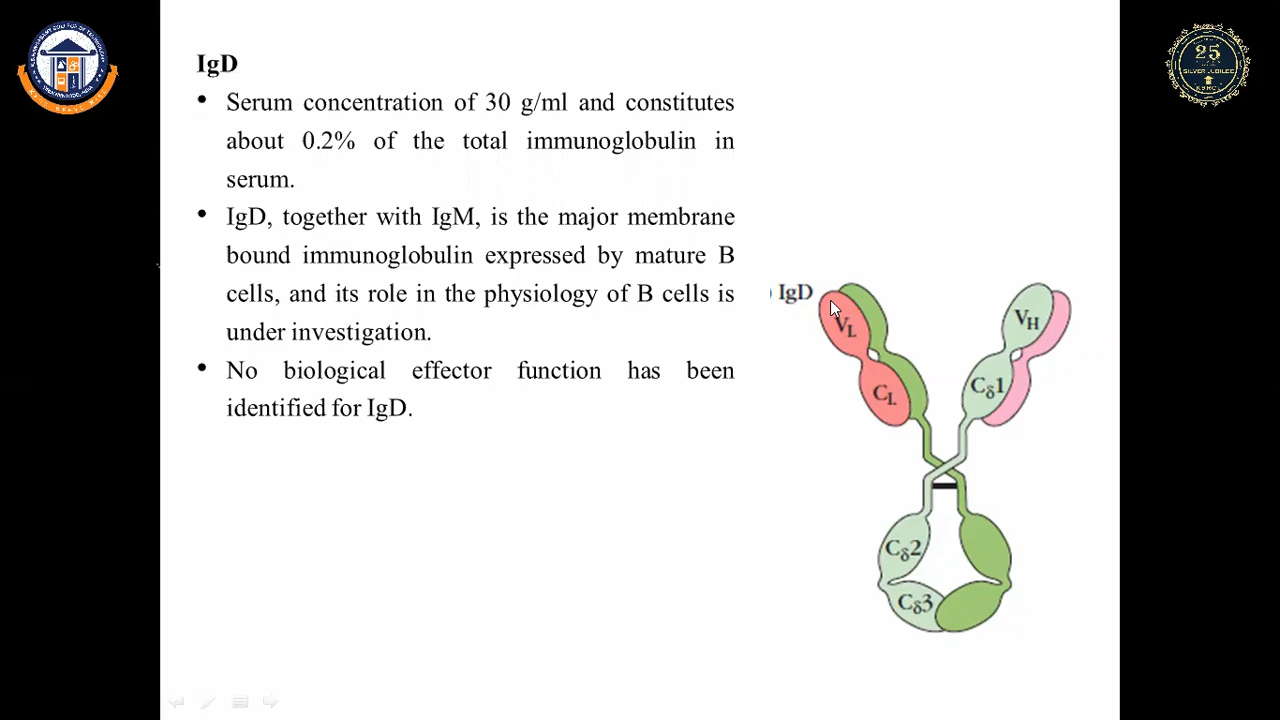 IgD
• Serum concentration of 30 g/ml and constitutes
about 0.2% of the total immunoglobulin in
serum.
• IgD, together with IgM, is the major membrane
bound immunoglobulin expressed by mature B
cells, and its role in the physiology of B cells is
under investigation.
• No biological effector function has been
identified for IgD.
) IgD
VL
VH
CL
Cδ1
Cδ2
Cδ3
25
SILVER JUBILEE
KSRCT